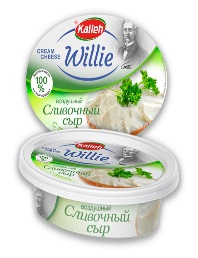 Kalleh
CREAM
CHEESE
Willie
100%
воздушный
Сливочный
сыр
Kalleh
Willie
воздушный
Сливочный
сыр